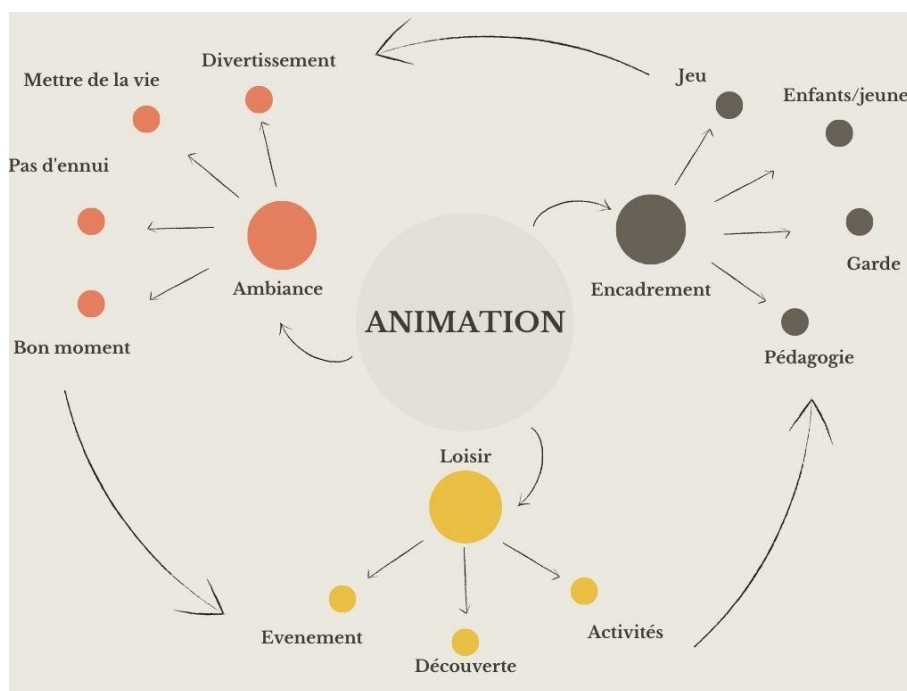 Divertissement
Mettre de la vie
Pas d'ennui
Ambiance
Bon moment
ANIMATION
Jeu
Enfants/jeune
Garde
Encadrement
Pédagogie
Loisir
Evenement
Découverte
Activités